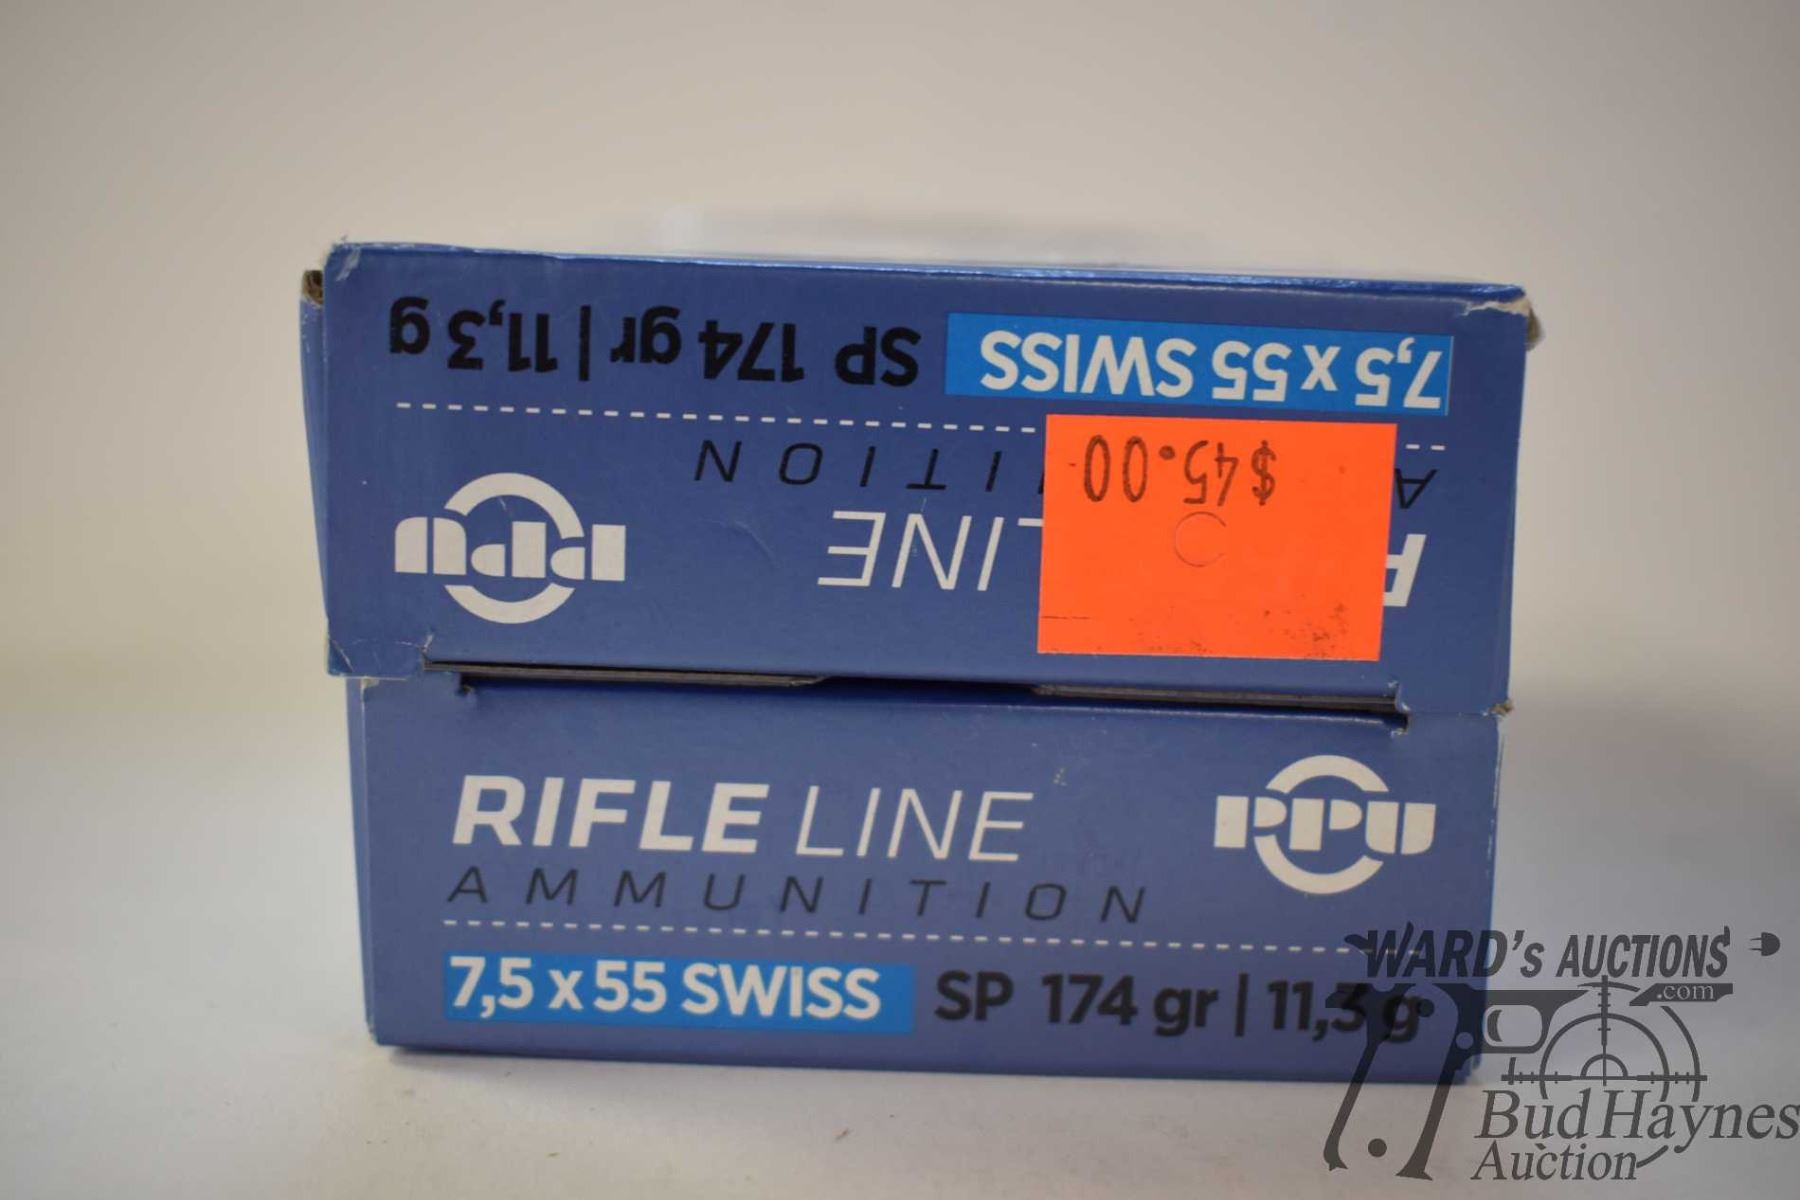 7,5 x 55 SWISS SP 174 gr | 11,3 g
A ITION
LINE
PPU
$45.00
RIFLE LINE
PPU
AMMUNITION
7,5 x 55 SWISS SP 174 gr | 11,3 g
WARD's AUCTIONS
.com
Bud Haynes
Auction